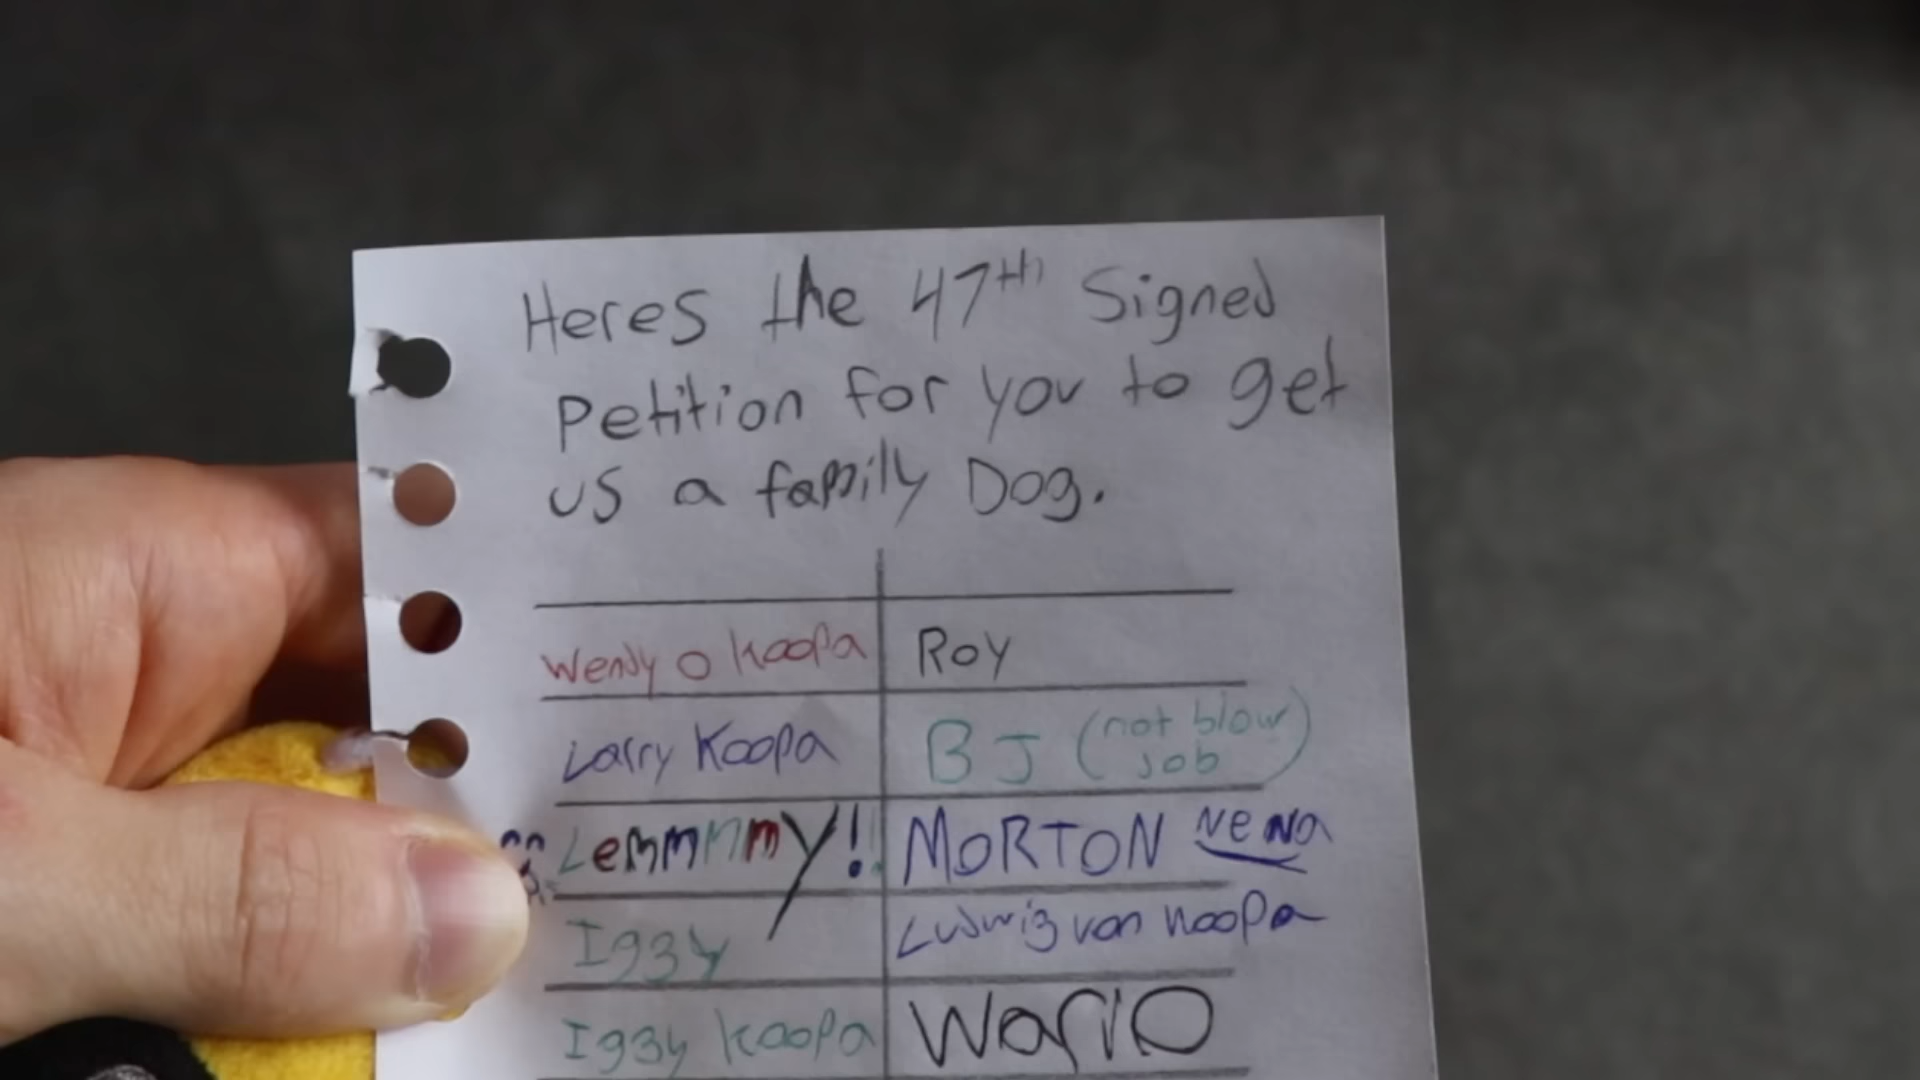 Heres the 47th Signed
Petition for you to get
us a family Dog.
Wendy O Koopa
Roy
Larry Koopa
BJ (not blow
job)
Lemmmmy!!
MORTON NENA
Iggy
Ludwig von Koopa
Iggy Koopa
Wario